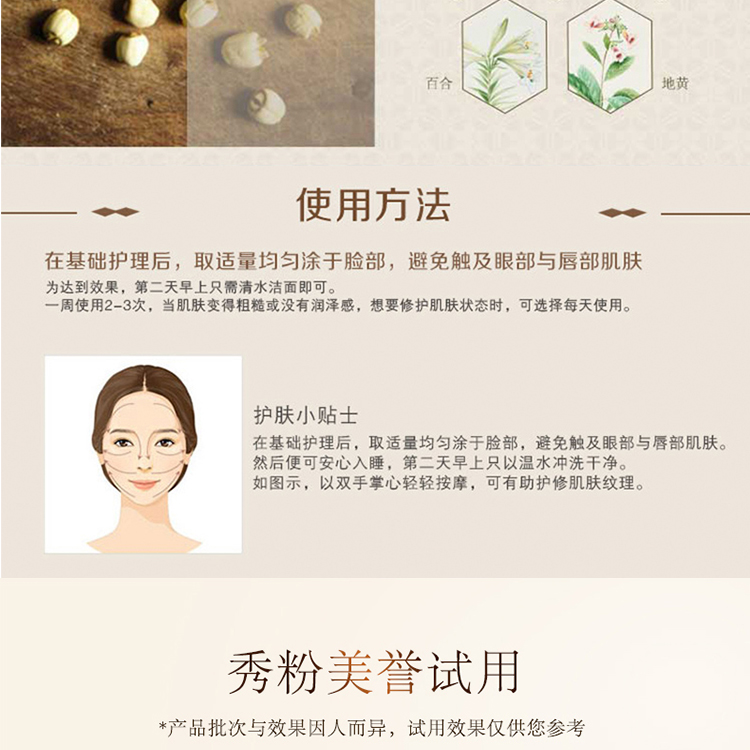 百合
地黄
使用方法
在基础护理后，取适量均匀涂于脸部，避免触及眼部与唇部肌肤
为达到效果，第二天早上只需清水洁面即可。
一周使用2-3次，当肌肤变得粗糙或没有润泽感，想要修护肌肤状态时，可选择每天使用。
护肤小贴士
在基础护理后，取适量均匀涂于脸部，避免触及眼部与唇部肌肤。
然后便可安心入睡，第二天早上只以温水冲洗干净。
如图示，以双手掌心轻轻按摩，可有助护修肌肤纹理。
秀粉美誉试用
*产品批次与效果因人而异，试用效果仅供您参考